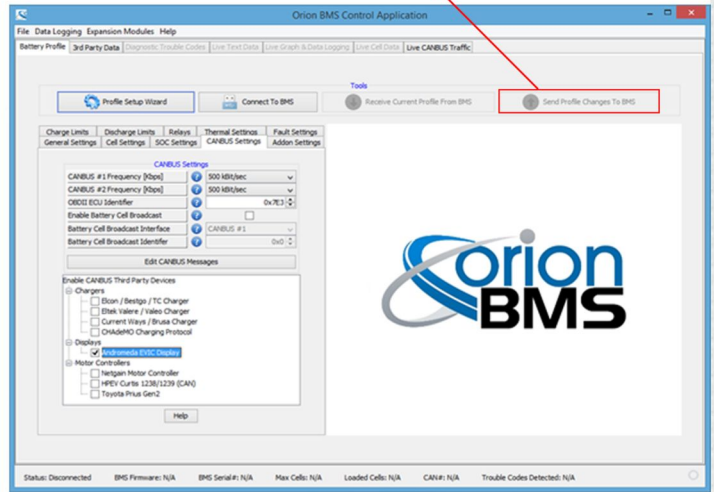 Orion BMS Control Application
File Data Logging Expansion Modules Help
Battery Profile 3rd Party Data Diagnostic Trouble Codes Live Text Data Live Graph & Data Logging Live Cell Data Live CANBUS Traffic
Tools
Profile Setup Wizard Connect To BMS Receive Current Profile From BMS Send Profile Changes To BMS
Charge Limits Discharge Limits Relays Thermal Settings Fault Settings
General Settings Cell Settings SOC Settings CANBUS Settings Addon Settings
CANBUS Settings
CANBUS #1 Frequency [Kbps] 500 kBit/sec
CANBUS #2 Frequency [Kbps] 500 kBit/sec
OBDII ECU Identifier 0x7E3
Enable Battery Cell Broadcast
Battery Cell Broadcast Interface CANBUS #1
Battery Cell Broadcast Identifer 0x0
Edit CANBUS Messages
Enable CANBUS Third Party Devices
Chargers
Elcon / Bestgo / TC Charger
Eltek Valere / Valeo Charger
Current Ways / Brusa Charger
CHAdeMO Charging Protocol
Displays
Andromeda EVIC Display
Motor Controllers
Netgain Motor Controller
HPEV Curtis 1238/1239 (CAN)
Toyota Prius Gen2
Help
orion
BMS
Status: Disconnected BMS Firmware: N/A BMS Serial#: N/A Max Cells: N/A Loaded Cells: N/A CAN#: N/A Trouble Codes Detected: N/A